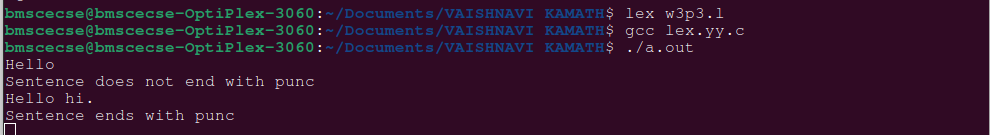 bmscecse@bmscecse-OptiPlex-3060:~/Documents/VAISHNAVI KAMATH$ lex w3p3.l
bmscecse@bmscecse-OptiPlex-3060:~/Documents/VAISHNAVI KAMATH$ gcc lex.yy.c
bmscecse@bmscecse-OptiPlex-3060:~/Documents/VAISHNAVI KAMATH$ ./a.out
Hello
Sentence does not end with punc
Hello hi.
Sentence ends with punc